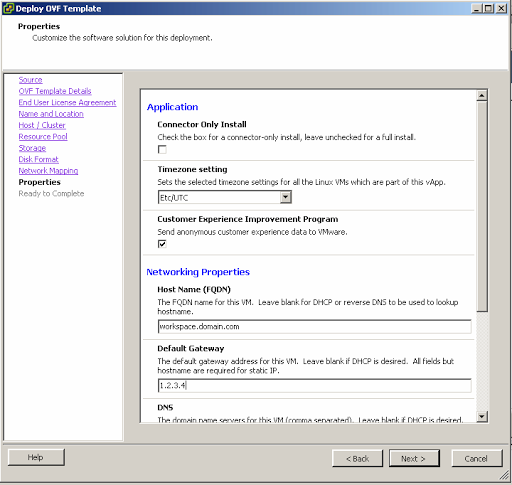 Deploy OVF Template
Properties
Customize the software solution for this deployment.
Source
OVF Template Details
End User License Agreement
Name and Location
Host / Cluster
Resource Pool
Storage
Disk Format
Network Mapping
Properties
Ready to Complete
Application
Connector Only Install
Check the box for a connector-only install, leave unchecked for a full install.
Timezone setting
Sets the selected timezone settings for all the Linux VMs which are part of this vApp.
Etc/UTC
Customer Experience Improvement Program
Send anonymous customer experience data to VMware.
Networking Properties
Host Name (FQDN)
The FQDN name for this VM. Leave blank for DHCP or reverse DNS to be used to lookup
hostname.
workspace.domain.com
Default Gateway
The default gateway address for this VM. Leave blank if DHCP is desired. All fields but
hostname are required for static IP.
1.2.3.4
DNS
The domain name servers for this VM (comma separated). Leave blank if DHCP is desired.
Help
< Back
Next >
Cancel